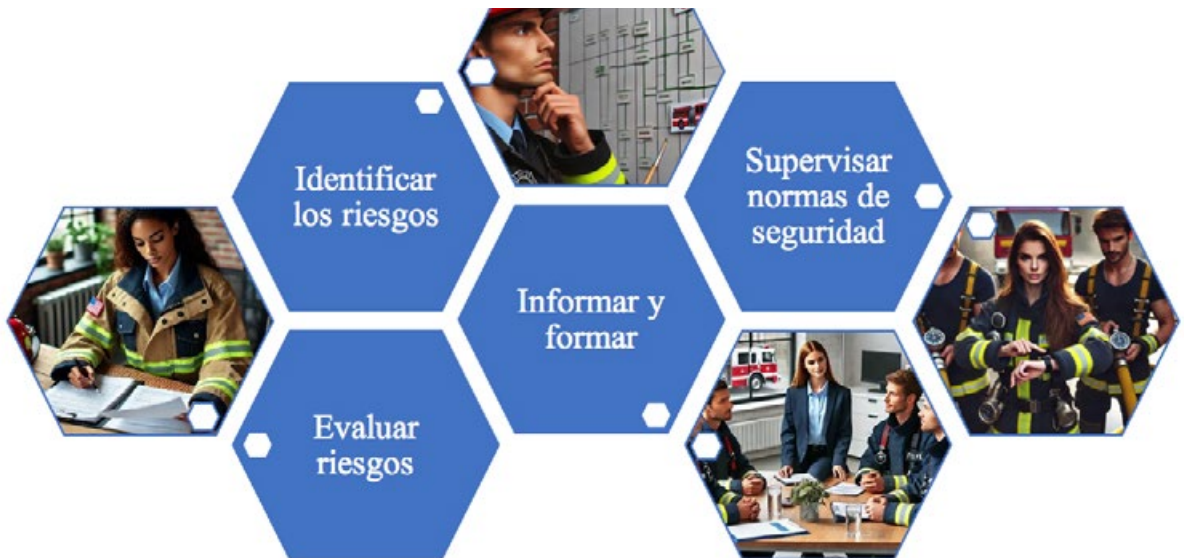 Identificar
los riesgos
Supervisar
normas de
seguridad
Informar y
formar
Evaluar
riesgos